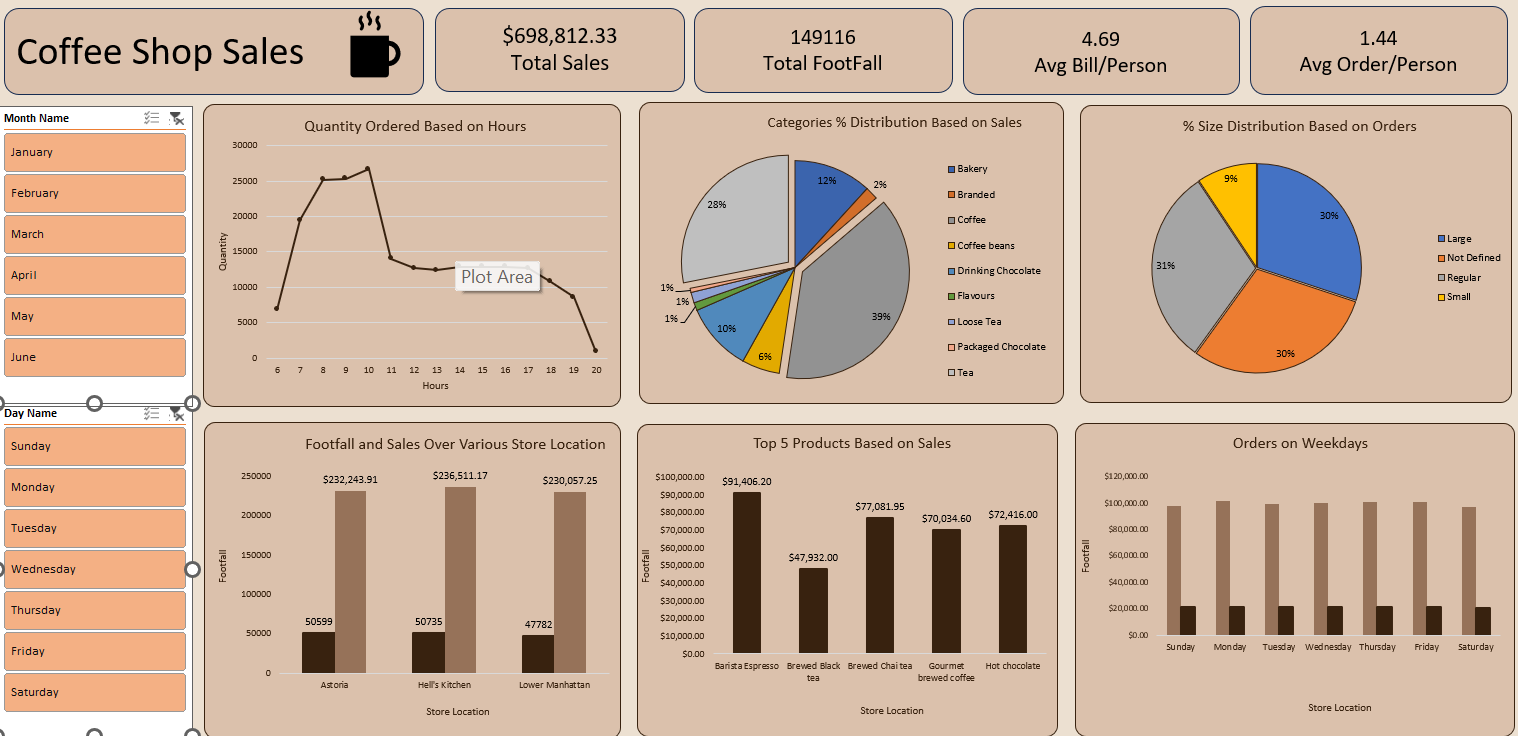 Coffee Shop Sales
$698,812.33
Total Sales
149116
Total FootFall
4.69
Avg Bill/Person
1.44
Avg Order/Person
Month Name
January
February
March
April
May
June
Day Name
Sunday
Monday
Tuesday
Wednesday
Thursday
Friday
Saturday
Quantity Ordered Based on Hours
Quantity
30000
25000
20000
15000
10000
5000
0
6 7 8 9 10 11 12 13 14 15 16 17 18 19 20
Hours
Plot Area
Categories % Distribution Based on Sales
12%
2%
39%
6%
10%
1%
1%
1%
28%
Bakery
Branded
Coffee
Coffee beans
Drinking Chocolate
Flavours
Loose Tea
Packaged Chocolate
Tea
% Size Distribution Based on Orders
30%
30%
31%
9%
Large
Not Defined
Regular
Small
Footfall and Sales Over Various Store Location
Footfall
250000
200000
150000
100000
50000
0
50599
$232,243.91
50735
$236,511.17
47782
$230,057.25
Astoria
Hell's Kitchen
Lower Manhattan
Store Location
Top 5 Products Based on Sales
Footfall
$100,000.00
$90,000.00
$80,000.00
$70,000.00
$60,000.00
$50,000.00
$40,000.00
$30,000.00
$20,000.00
$10,000.00
$0.00
$91,406.20
$47,932.00
$77,081.95
$70,034.60
$72,416.00
Barista Espresso
Brewed Black
tea
Brewed Chai tea
Gourmet
brewed coffee
Hot chocolate
Store Location
Orders on Weekdays
Footfall
$120,000.00
$100,000.00
$80,000.00
$60,000.00
$40,000.00
$20,000.00
$0.00
Sunday Monday Tuesday Wednesday Thursday Friday Saturday
Store Location